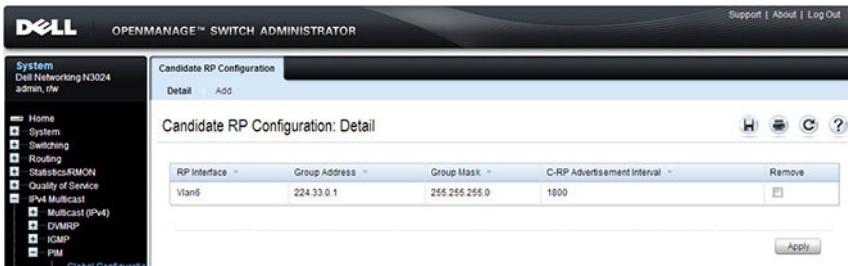 Support | About | Log Out
DELL OPENMANAGE™ SWITCH ADMINISTRATOR
System
Dell Networking N3024
admin, r/w
Home
System
Switching
Routing
Statistics/RMON
Quality of Service
IPv4 Multicast
Multicast (IPv4)
DVMRP
IGMP
PIM
Global Configuratio
Candidate RP Configuration
Detail Add
Candidate RP Configuration: Detail
H ? 
RP Interface Group Address Group Mask C-RP Advertisement Interval Remove
Vlan6 224.33.0.1 255.255.255.0 1800
Apply